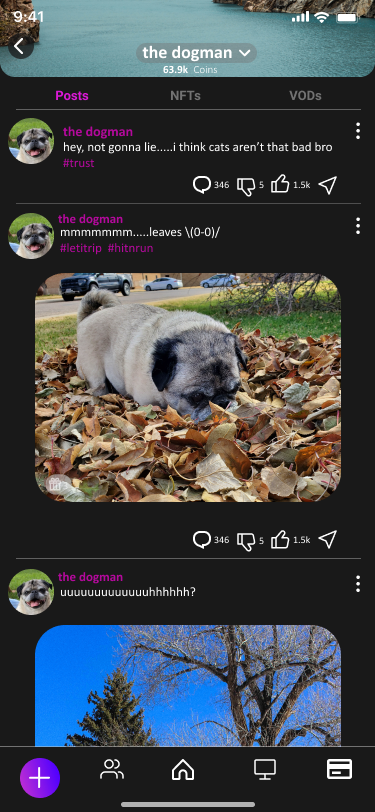 9:41
the dogman
63.9k Coins
Posts NFTs VODs
the dogman
hey, not gonna lie.....i think cats aren't that bad bro
#trust
346 5 1.5k
the dogman
mmmmmmm.....leaves \(0-0)/
#letitrip #hitnrun
346 5 1.5k
the dogman
uuuuuuuuuuuuuhhhhhh?